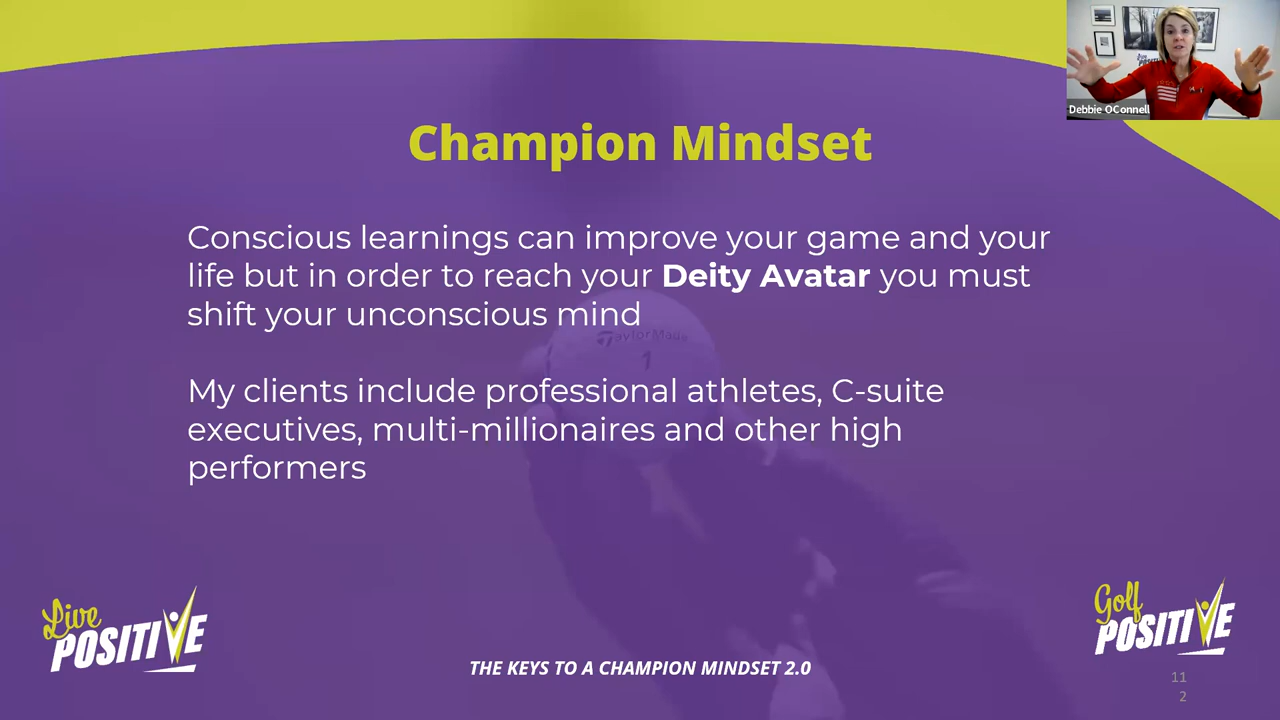 Debbie OConnell
Champion Mindset
Conscious learnings can improve your game and your
life but in order to reach your Deity Avatar you must
shift your unconscious mind
TaylorMade
1
My clients include professional athletes, C-suite
executives, multi-millionaires and other high
performers
Live
POSITIVE
Golf
POSITIVE
THE KEYS TO A CHAMPION MINDSET 2.0
11
2